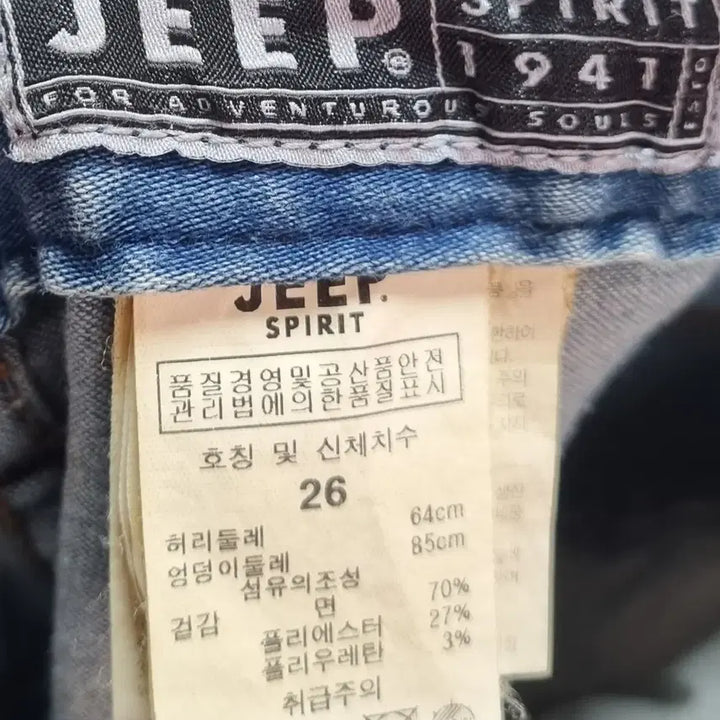 JEEP®
SPIRIT
1941
FOR ADVENTUROUS SOULS
JEEP.
SPIRIT
품질경영및공산품안전
관리법에의한품질표시
호칭 및 신체치수
26
허리둘레 64cm
엉덩이둘레 85cm
섬유의조성
겉감 면 70%
폴리에스터 27%
폴리우레탄 3%
취급주의